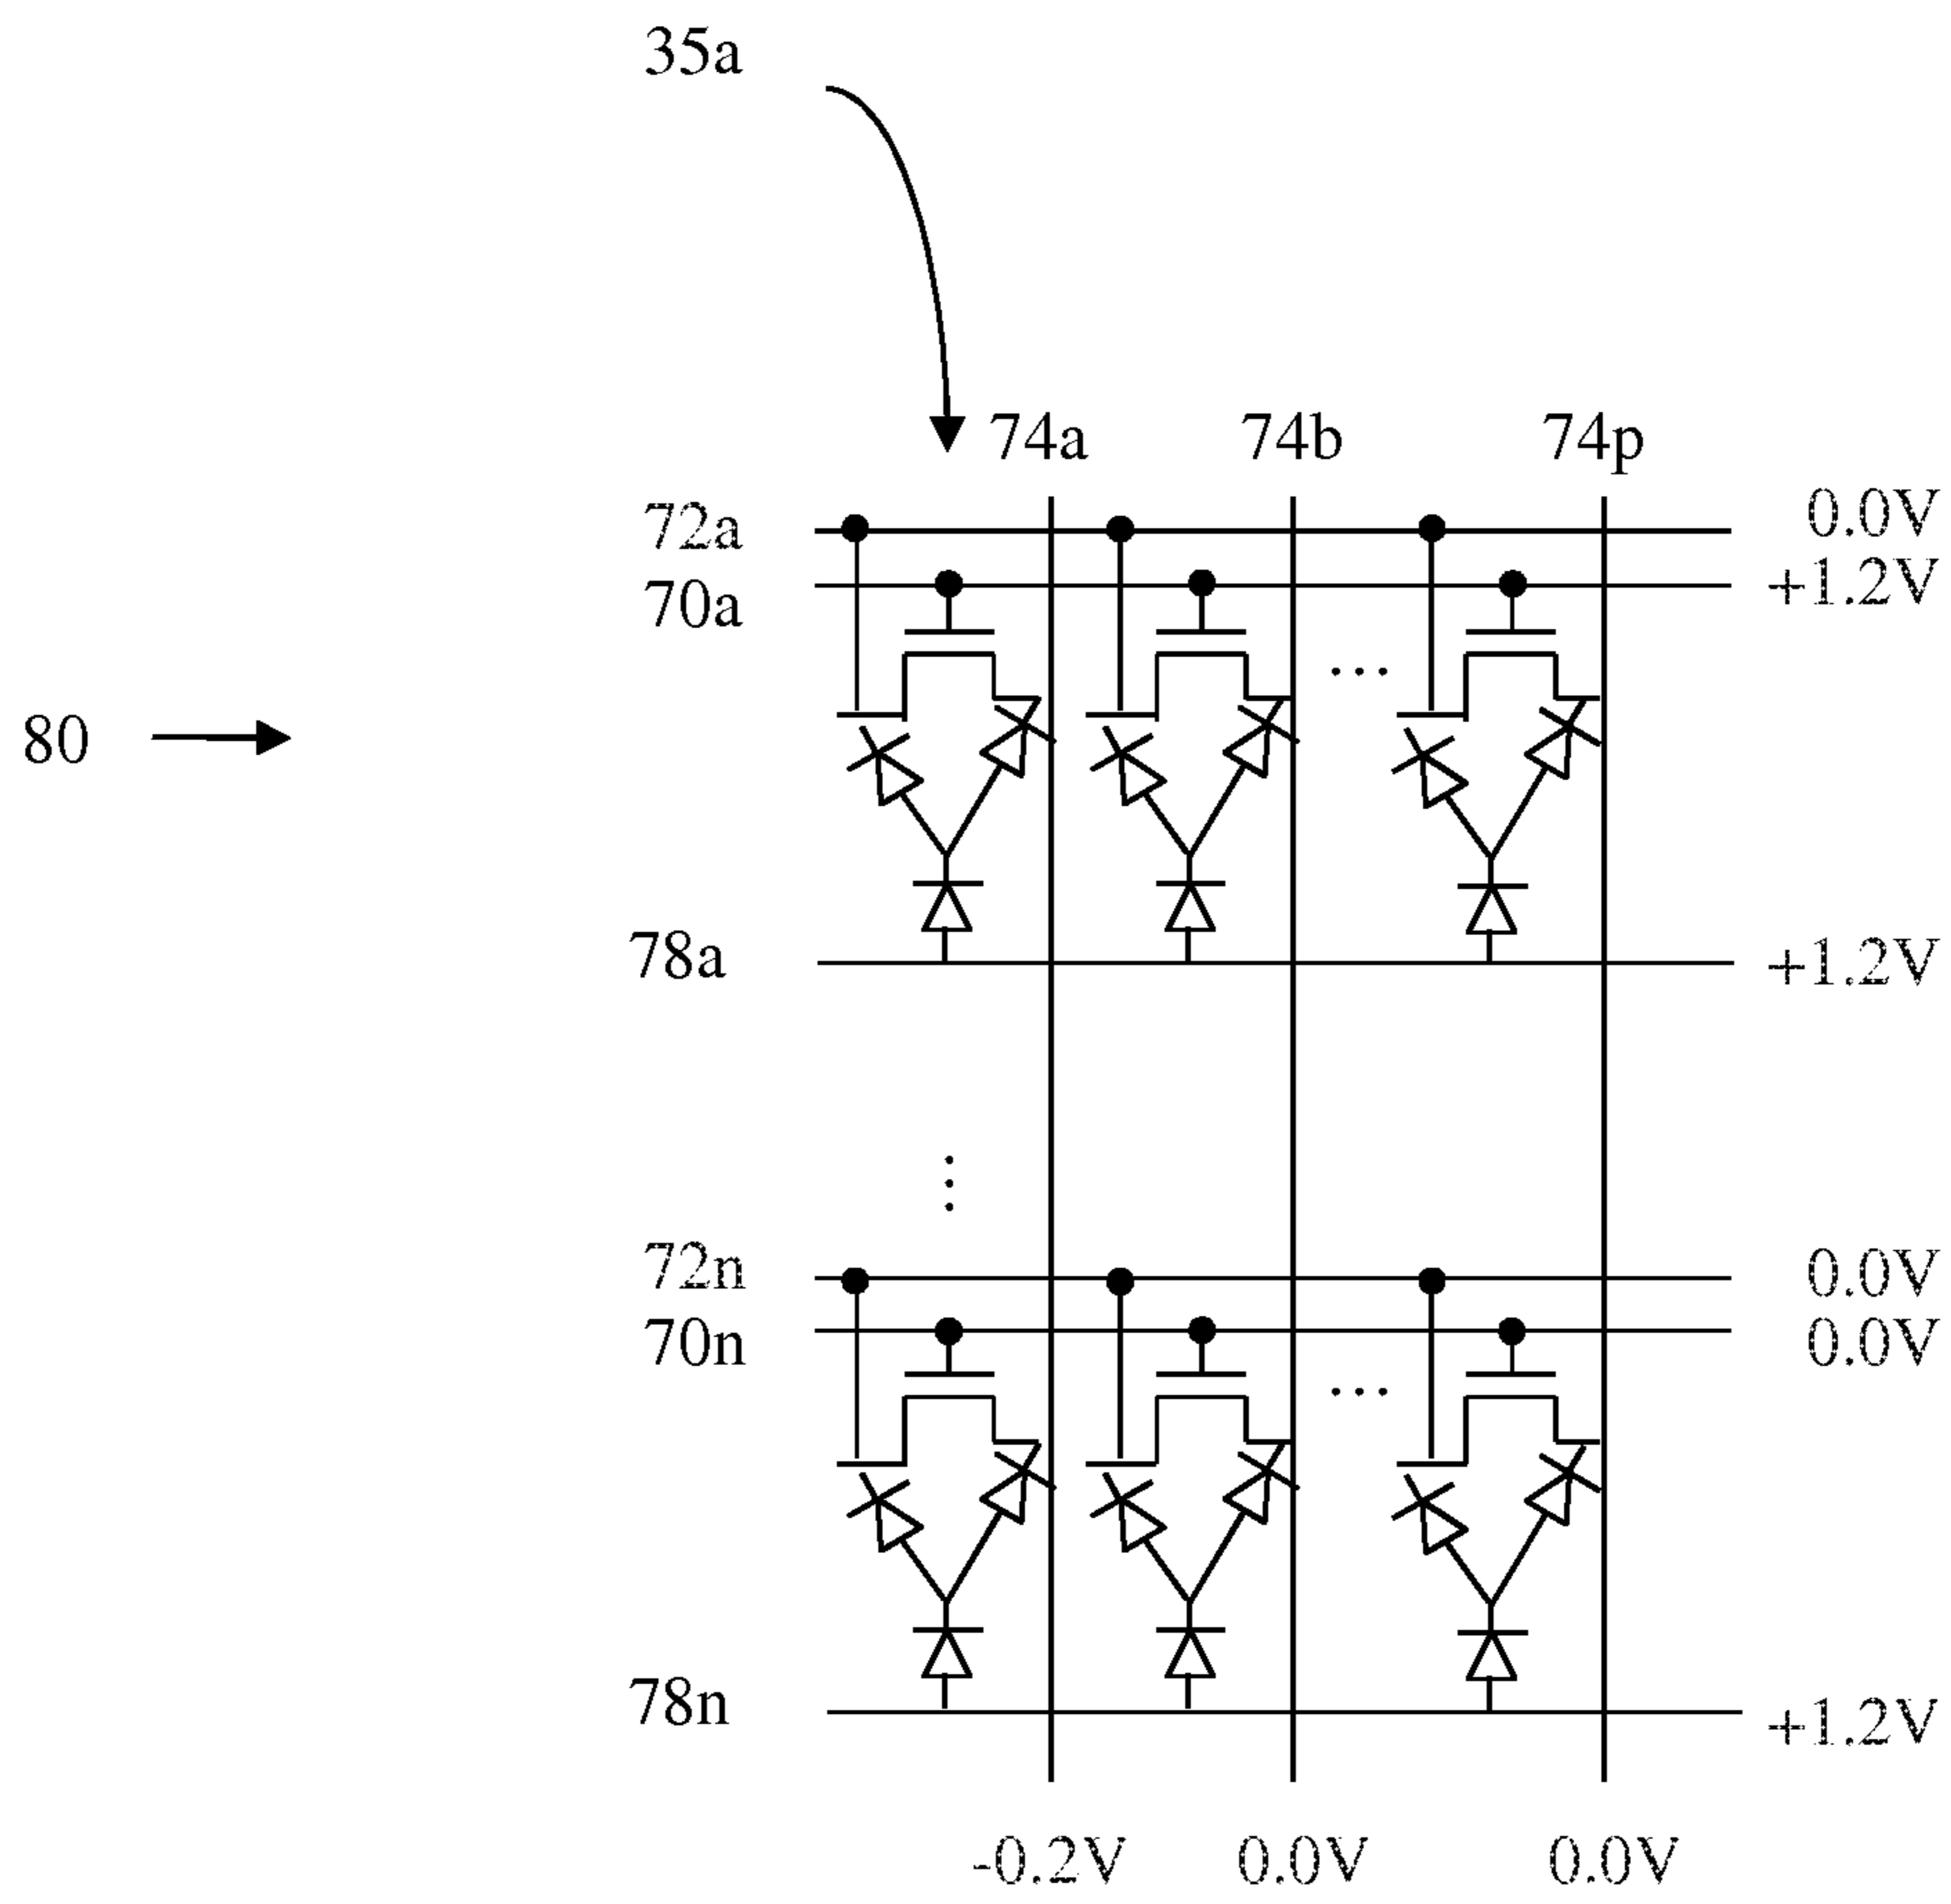 35a
74a 74b 74p
72a 0.0V
70a +1.2V
...
80
78a +1.2V
72n 0.0V
70n 0.0V
...
78n +1.2V
-0.2V 0.0V 0.0V